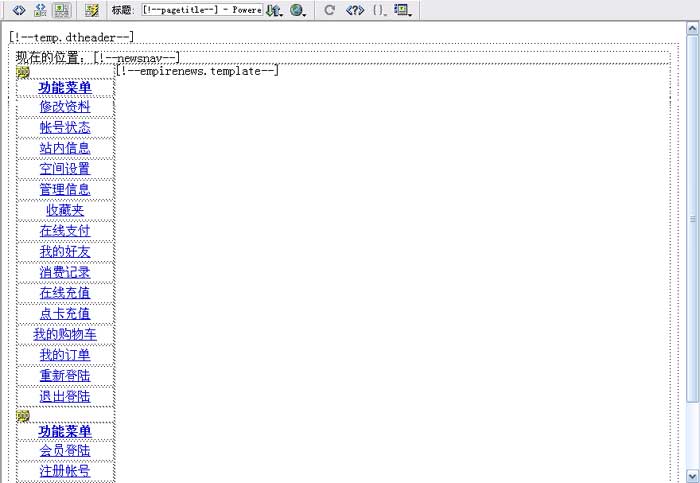 标题: [!--pagetitle--] - Powere
[!--temp.dtheader--]
现在的位置：[!--newsnav--]
[!--empirenews.template--]
功能菜单
修改资料
帐号状态
站内信息
空间设置
管理信息
收藏夹
在线支付
我的好友
消费记录
在线充值
点卡充值
我的购物车
我的订单
重新登陆
退出登陆
功能菜单
会员登陆
注册帐号